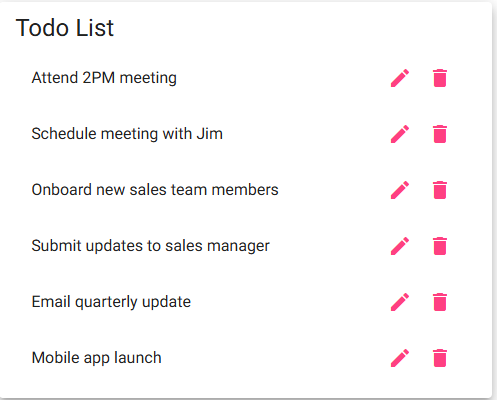 Todo List
Attend 2PM meeting
Schedule meeting with Jim
Onboard new sales team members
Submit updates to sales manager
Email quarterly update
Mobile app launch